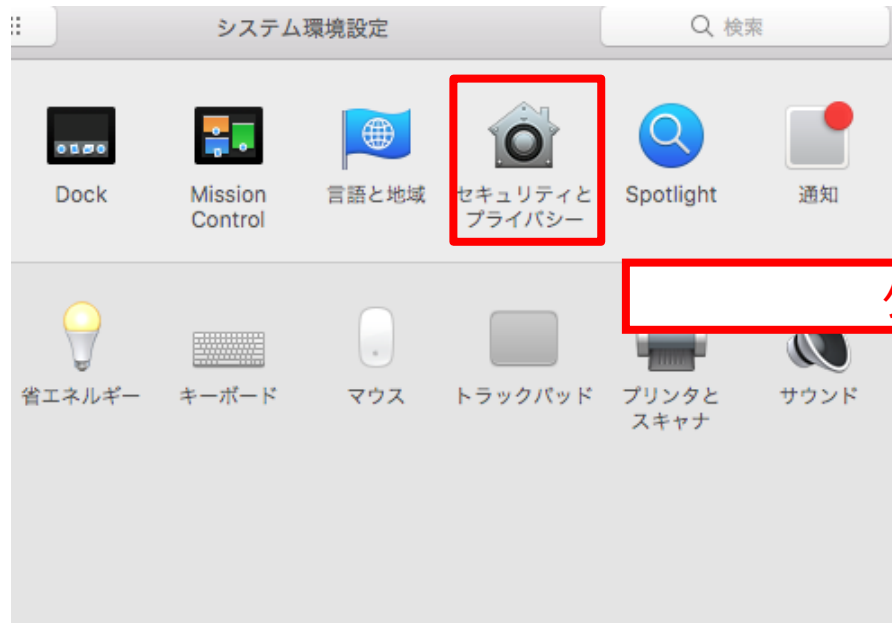 システム環境設定
検索
Dock
Mission
Control
言語と地域
セキュリティと
プライバシー
Spotlight
通知
省エネルギー
キーボード
マウス
トラックパッド
プリンタと
スキャナ
サウンド